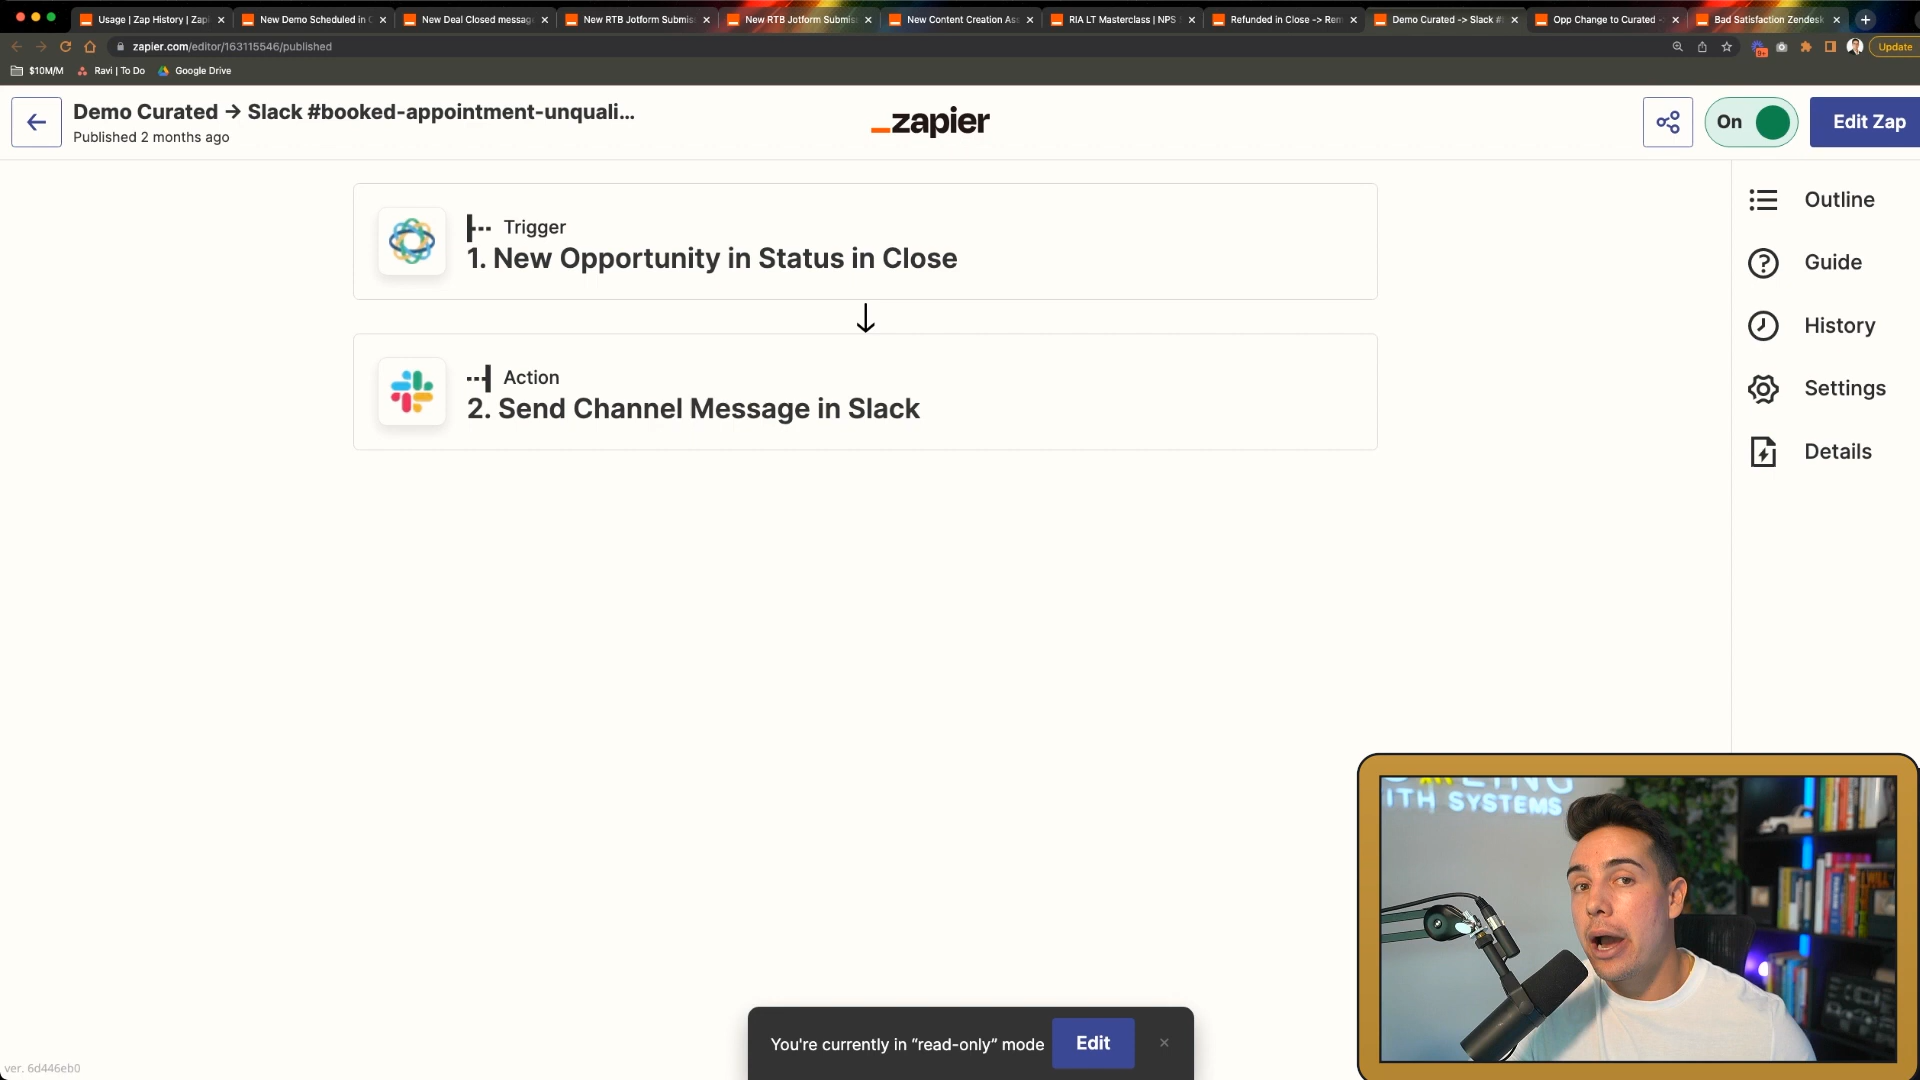 Usage | Zap History | Zapi
New Demo Scheduled in C
New Deal Closed messag
New RTB Jotform Submis
New RTB Jotform Submis
New Content Creation As
RIA LT Masterclass | NPS
Refunded in Close -> Rem
Demo Curated -> Slack #
Opp Change to Curated -
Bad Satisfaction Zendesk
zapier.com/editor/163115546/published
9+
Update
$10M/M
Ravi | To Do
Google Drive
Demo Curated → Slack #booked-appointment-unquali...
Published 2 months ago
zapier
On
Edit Zap
Trigger
1. New Opportunity in Status in Close
Action
2. Send Channel Message in Slack
Outline
Guide
History
Settings
Details
ITH SYSTEMS
You're currently in “read-only” mode
Edit
ver. 6d446eb0